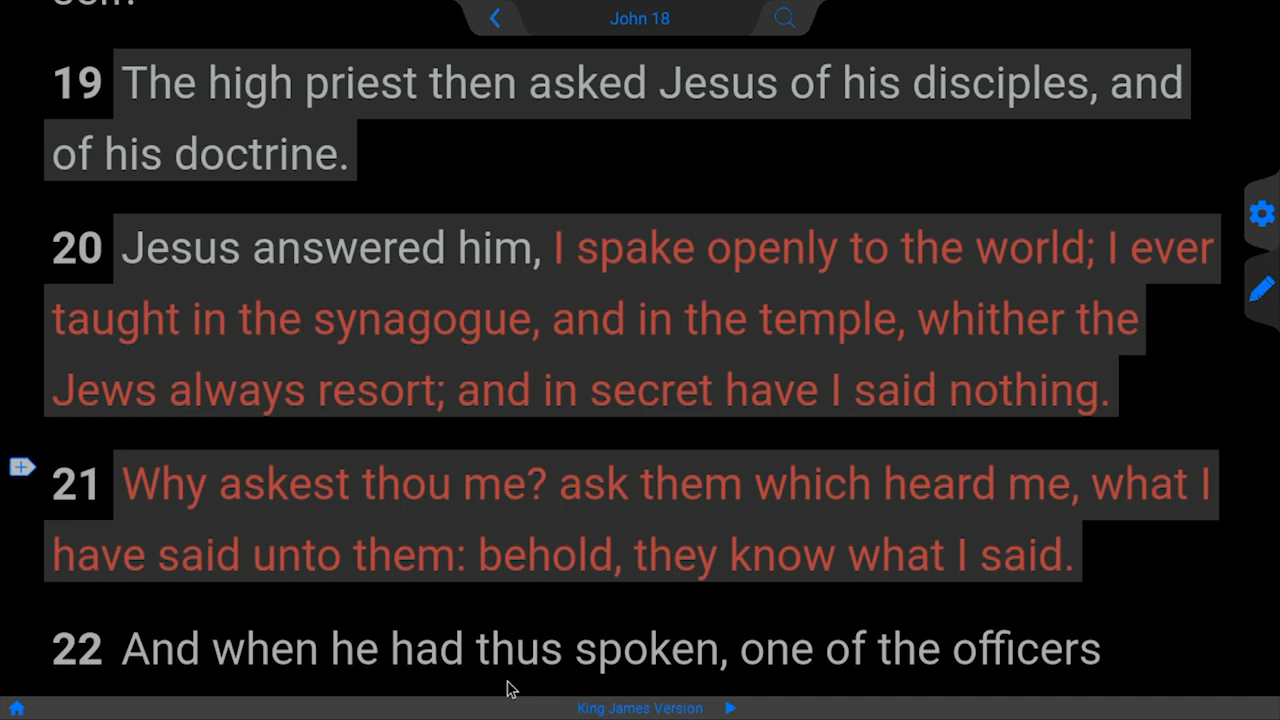 John 18
19 The high priest then asked Jesus of his disciples, and
of his doctrine.
20 Jesus answered him, I spake openly to the world; I ever
taught in the synagogue, and in the temple, whither the
Jews always resort; and in secret have I said nothing.
21 Why askest thou me? ask them which heard me, what I
have said unto them: behold, they know what I said.
22 And when he had thus spoken, one of the officers
King James Version